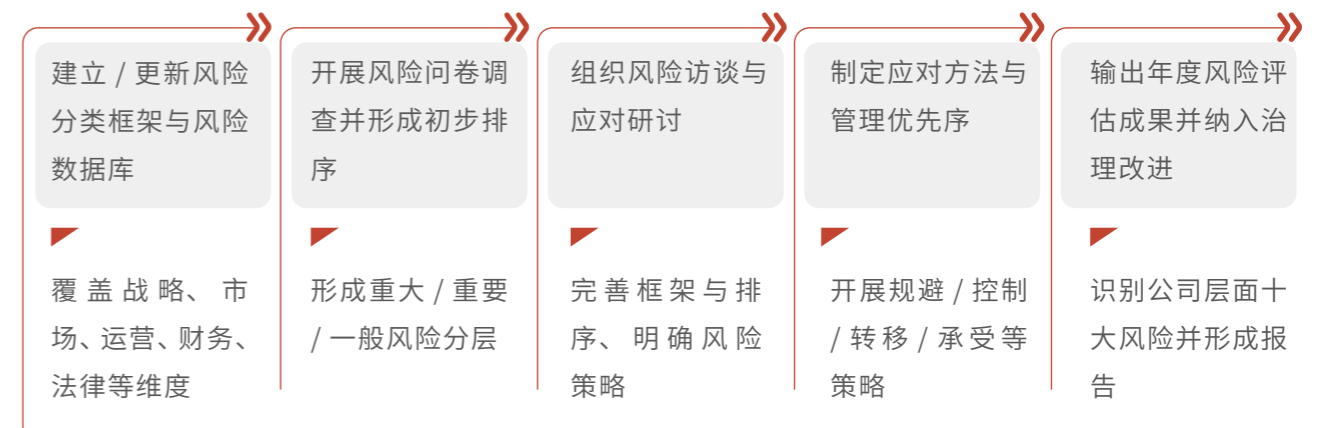 建立 / 更新风险
分类框架与风险
数据库
覆盖战略、市
场、运营、财务、
法律等维度
开展风险问卷调
查并形成初步排
序
形成重大 / 重要
/ 一般风险分层
组织风险访谈与
应对研讨
完善框架与排
序、明确风险
策略
制定应对方法与
管理优先序
开展规避 / 控制
/ 转移 / 承受等
策略
输出年度风险评
估成果并纳入治
理改进
识别公司层面十
大风险并形成报
告